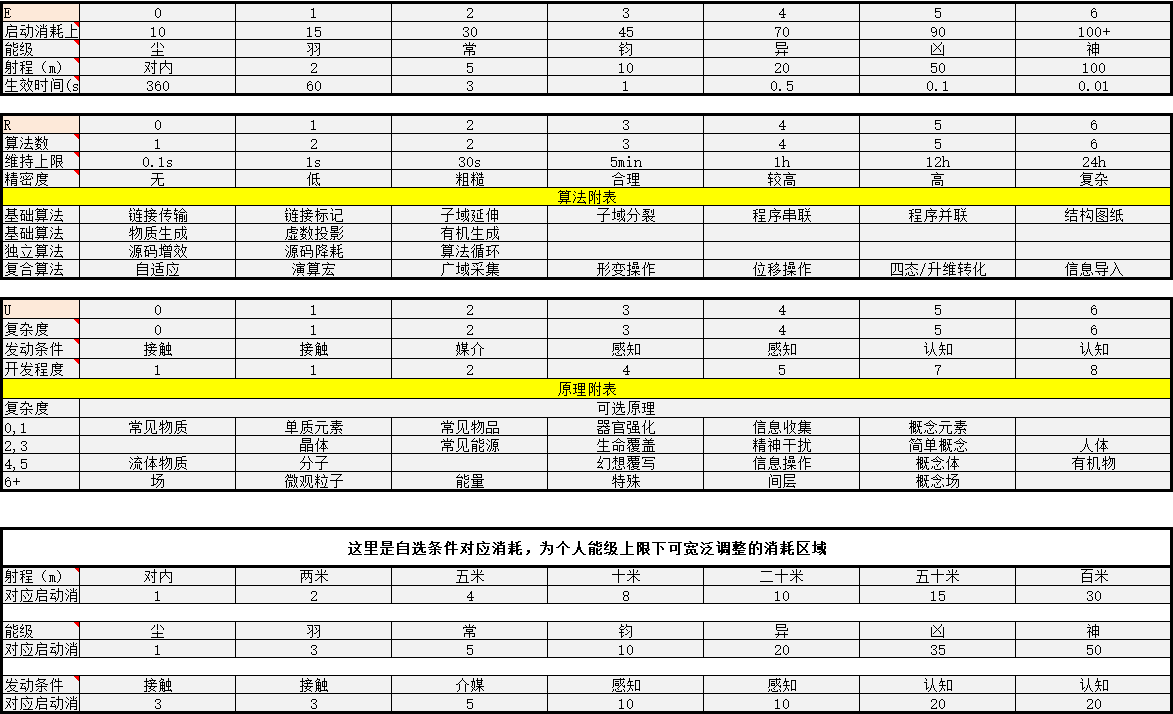 E 0 1 2 3 4 5 6
启动消耗上 10 15 30 45 70 90 100+
能级 尘 羽 常 钧 异 凶 神
射程（m） 对内 2 5 10 20 50 100
生效时间(s 360 60 3 1 0.5 0.1 0.01
R 0 1 2 3 4 5 6
算法数 1 2 2 3 4 5 6
维持上限 0.1s 1s 30s 5min 1h 12h 24h
精密度 无 低 粗糙 合理 较高 高 复杂
算法附表
基础算法 链接传输 链接标记 子域延伸 子域分裂 程序串联 程序并联 结构图纸
基础算法 物质生成 虚数投影 有机生成
独立算法 源码增效 源码降耗 算法循环
复合算法 自适应 演算宏 广域采集 形变操作 位移操作 四态/升维转化 信息导入
U 0 1 2 3 4 5 6
复杂度 0 1 2 3 4 5 6
发动条件 接触 接触 媒介 感知 感知 认知 认知
开发程度 1 1 2 4 5 7 8
原理附表
复杂度 可选原理
0,1 常见物质 单质元素 常见物品 器官强化 信息收集 概念元素
2,3 晶体 常见能源 生命覆盖 精神干扰 简单概念 人体
4,5 流体物质 分子 幻想覆写 信息操作 概念体 有机物
6+ 场 微观粒子 能量 特殊 间层 概念场
这里是自选条件对应消耗，为个人能级上限下可宽泛调整的消耗区域
射程（m） 对内 两米 五米 十米 二十米 五十米 百米
对应启动消 1 2 4 8 10 15 30
能级 尘 羽 常 钧 异 凶 神
对应启动消 1 3 5 10 20 35 50
发动条件 接触 接触 介媒 感知 感知 认知 认知
对应启动消 3 3 5 10 10 20 20